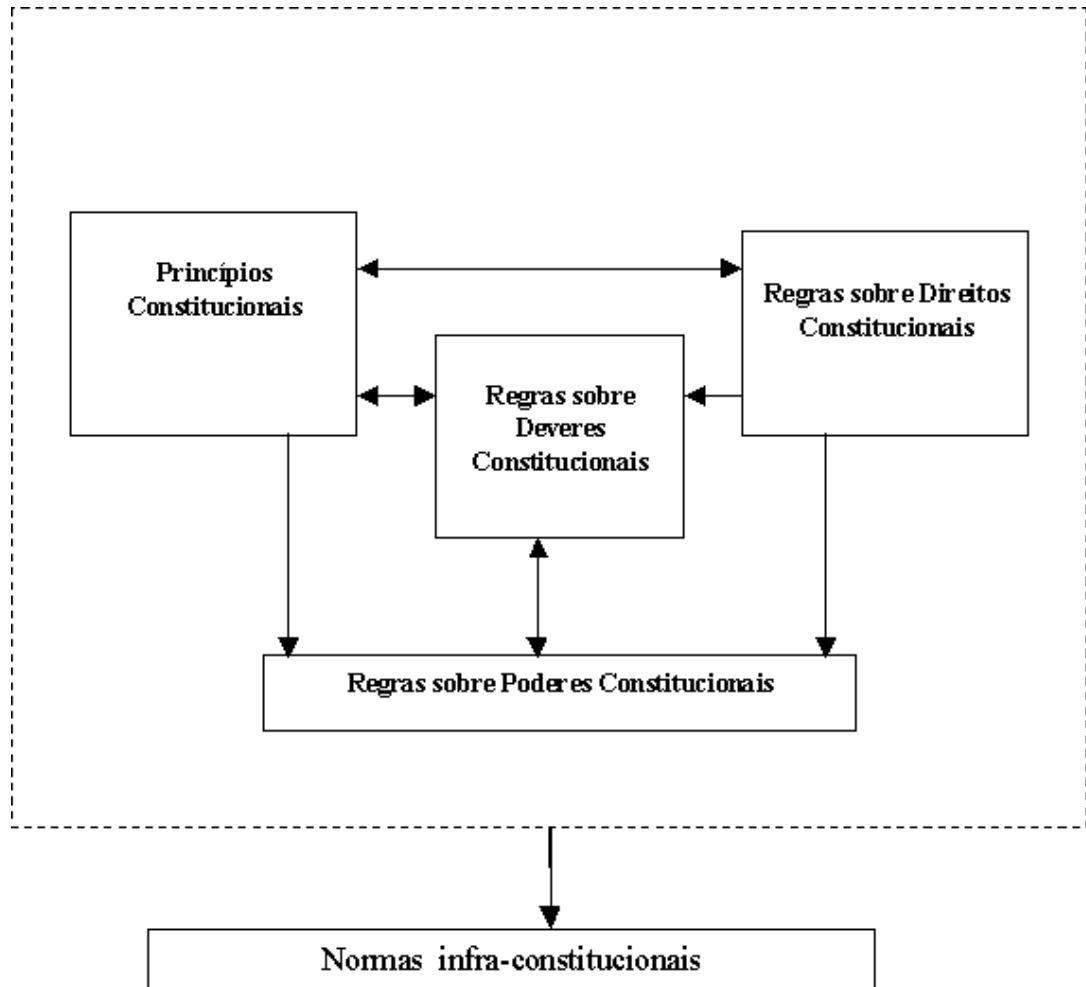 Princípios
Constitucionais
Regras sobre Direitos
Constitucionais
Regras sobre
Deveres
Constitucionais
Regras sobre Poderes Constitucionais
Normas infra-constitucionais